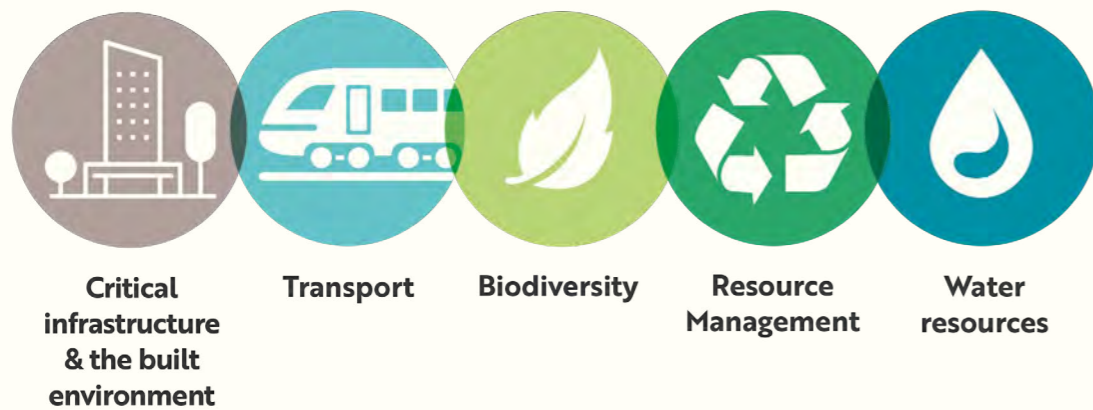 Critical
infrastructure
& the built
environment
Transport
Biodiversity
Resource
Management
Water
resources